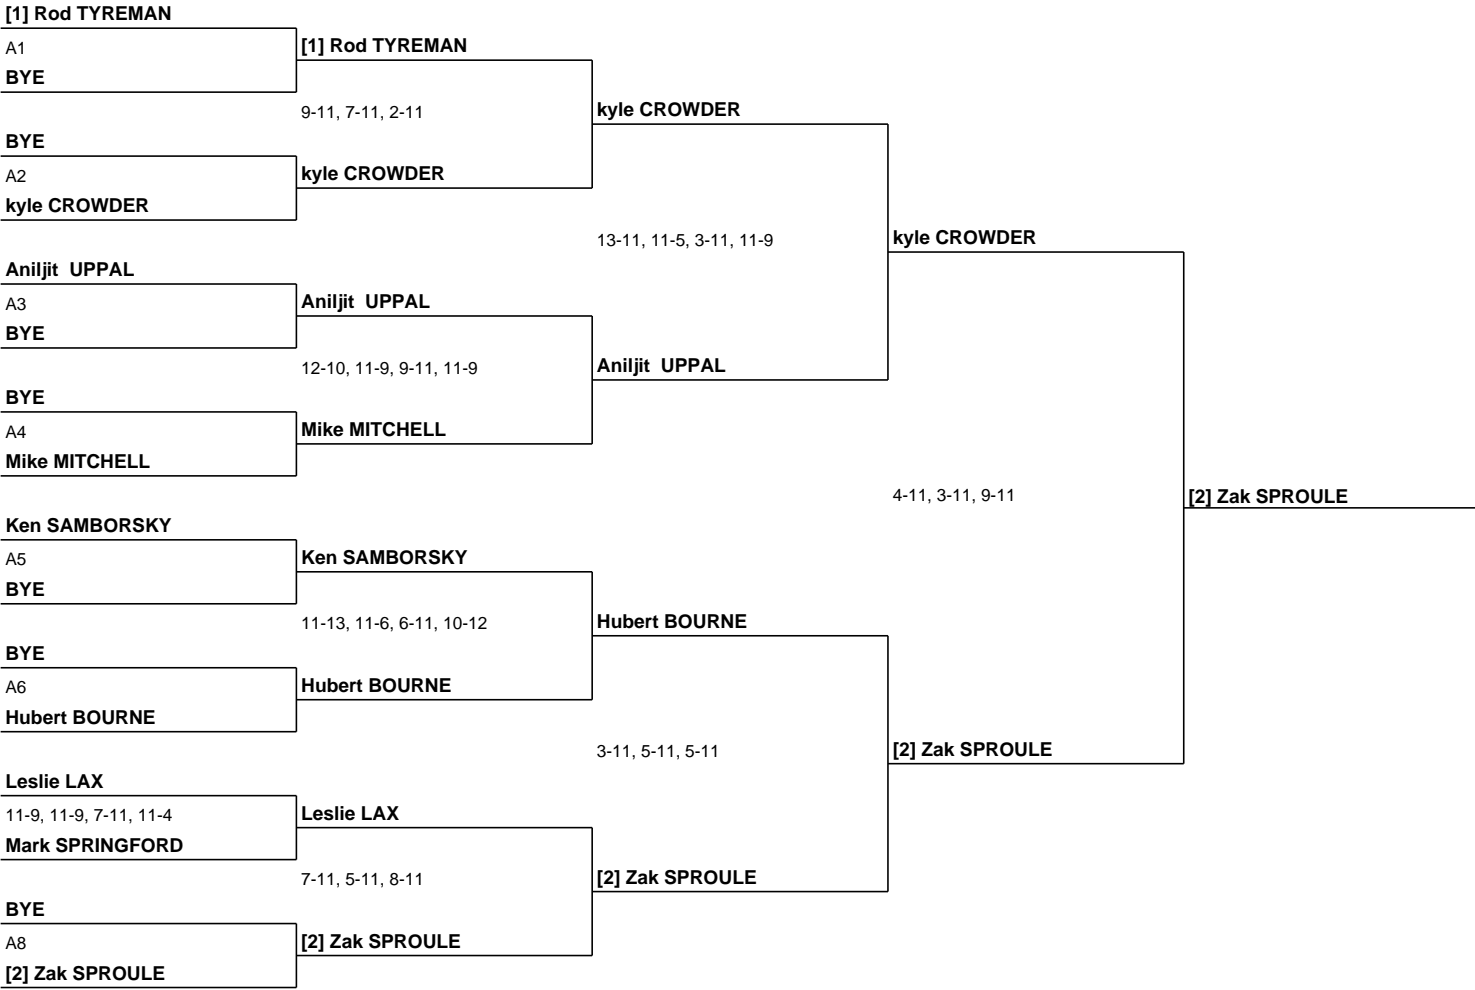 [1] Rod TYREMAN
A1
[1] Rod TYREMAN
BYE
9-11, 7-11, 2-11
kyle CROWDER
BYE
A2
kyle CROWDER
kyle CROWDER
13-11, 11-5, 3-11, 11-9
kyle CROWDER
Aniljit  UPPAL
A3
Aniljit  UPPAL
BYE
12-10, 11-9, 9-11, 11-9
Aniljit  UPPAL
BYE
A4
Mike MITCHELL
Mike MITCHELL
4-11, 3-11, 9-11
[2] Zak SPROULE
Ken SAMBORSKY
A5
Ken SAMBORSKY
BYE
11-13, 11-6, 6-11, 10-12
Hubert BOURNE
BYE
A6
Hubert BOURNE
Hubert BOURNE
3-11, 5-11, 5-11
[2] Zak SPROULE
Leslie LAX
11-9, 11-9, 7-11, 11-4
Leslie LAX
Mark SPRINGFORD
7-11, 5-11, 8-11
[2] Zak SPROULE
BYE
A8
[2] Zak SPROULE
[2] Zak SPROULE